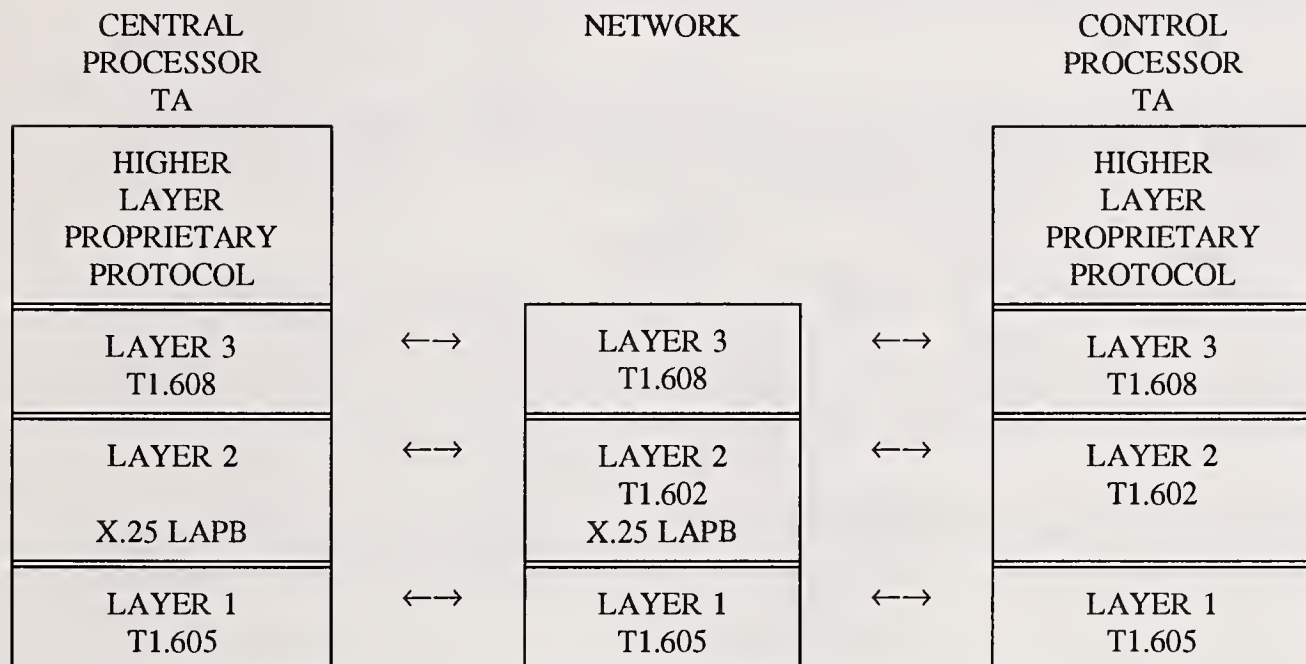 CENTRAL
PROCESSOR
TA
NETWORK
CONTROL
PROCESSOR
TA
HIGHER
LAYER
PROPRIETARY
PROTOCOL
HIGHER
LAYER
PROPRIETARY
PROTOCOL
LAYER 3
T1.608
←→
LAYER 3
T1.608
←→
LAYER 3
T1.608
LAYER 2
X.25 LAPB
←→
LAYER 2
T1.602
X.25 LAPB
←→
LAYER 2
T1.602
LAYER 1
T1.605
←→
LAYER 1
T1.605
←→
LAYER 1
T1.605